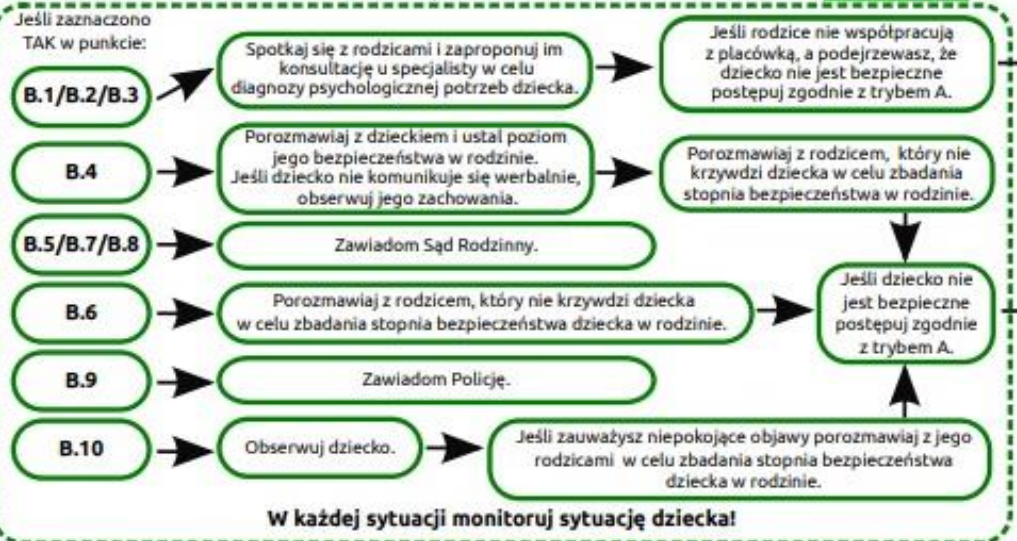 Jeśli zaznaczono
TAK w punkcie:
B.1/B.2/B.3
Spotkaj się z rodzicami i zaproponuj im
konsultację u specjalisty w celu
diagnozy psychologicznej potrzeb dziecka.
Jeśli rodzice nie współpracują
z placówką, a podejrzewasz, że
dziecko nie jest bezpieczne
postępuj zgodnie z trybem A.
B.4
Porozmawiaj z dzieckiem i ustal poziom
jego bezpieczeństwa w rodzinie.
Jeśli dziecko nie komunikuje się werbalnie,
obserwuj jego zachowania.
Porozmawiaj z rodzicem, który nie
krzywdzi dziecka w celu zbadania
stopnia bezpieczeństwa w rodzinie.
B.5/B.7/B.8
Zawiadom Sąd Rodzinny.
B.6
Porozmawiaj z rodzicem, który nie krzywdzi dziecka
w celu zbadania stopnia bezpieczeństwa dziecka w rodzinie.
Jeśli dziecko nie
jest bezpieczne
postępuj zgodnie
z trybem A.
B.9
Zawiadom Policję.
B.10
Obserwuj dziecko.
Jeśli zauważysz niepokojące objawy porozmawiaj z jego
rodzicami w celu zbadania stopnia bezpieczeństwa
dziecka w rodzinie.
W każdej sytuacji monitoruj sytuację dziecka!